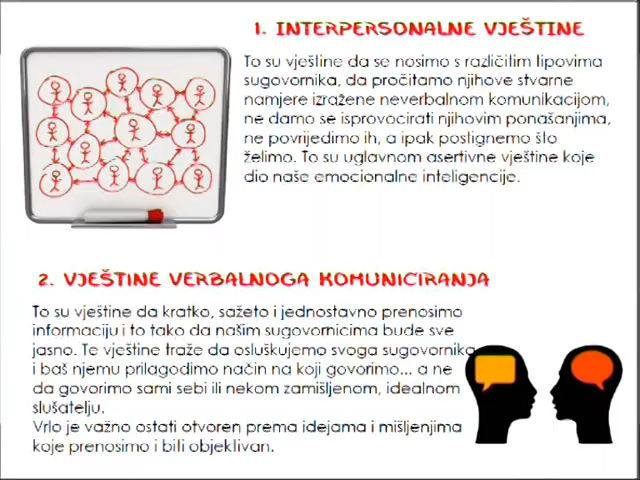 1. INTERPERSONALNE VJEŠTINE
To su vještine da se nosimo s različitim tipovima
sugovornika, da pročitamo njihove stvarne
namjere izražene neverbalnom komunikacijom,
ne damo se isprovocirati njihovim ponašanjima,
ne povrijedimo ih, a ipak postignemo što
želimo. To su uglavnom asertivne vještine koje
dio naše emocionalne inteligencije.
2. VJEŠTINE VERBALNOGA KOMUNICIRANJA
To su vještine da kratko, sažeto i jednostavno prenosimo
informaciju i to tako da našim sugovornicima bude sve
jasno. Te vještine traže da osluškujemo svoga sugovornika
i baš njemu prilagodimo način na koji govorimo... a ne
da govorimo sami sebi ili nekom zamišljenom, idealnom
slušatelju.
Vrlo je važno ostati otvoren prema idejama i mišljenjima
koje prenosimo i biti objektivan.